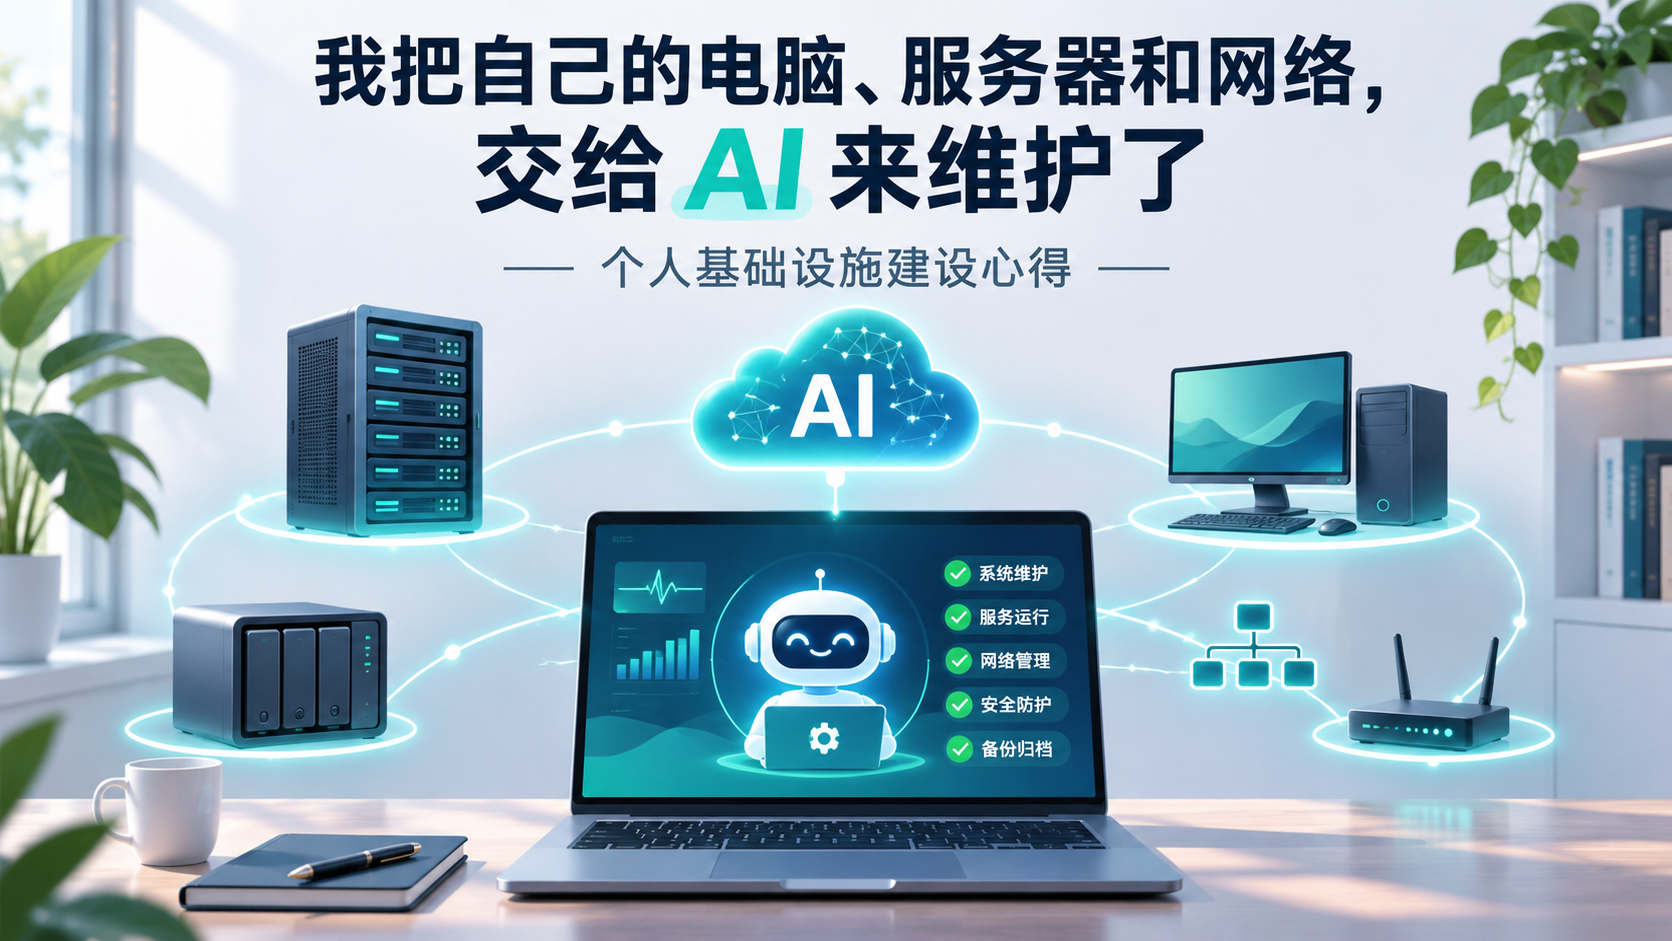 我把自己的电脑、服务器和网络，
交给 AI 来维护了
个人基础设施建设心得
AI
系统维护
服务运行
网络管理
安全防护
备份归档